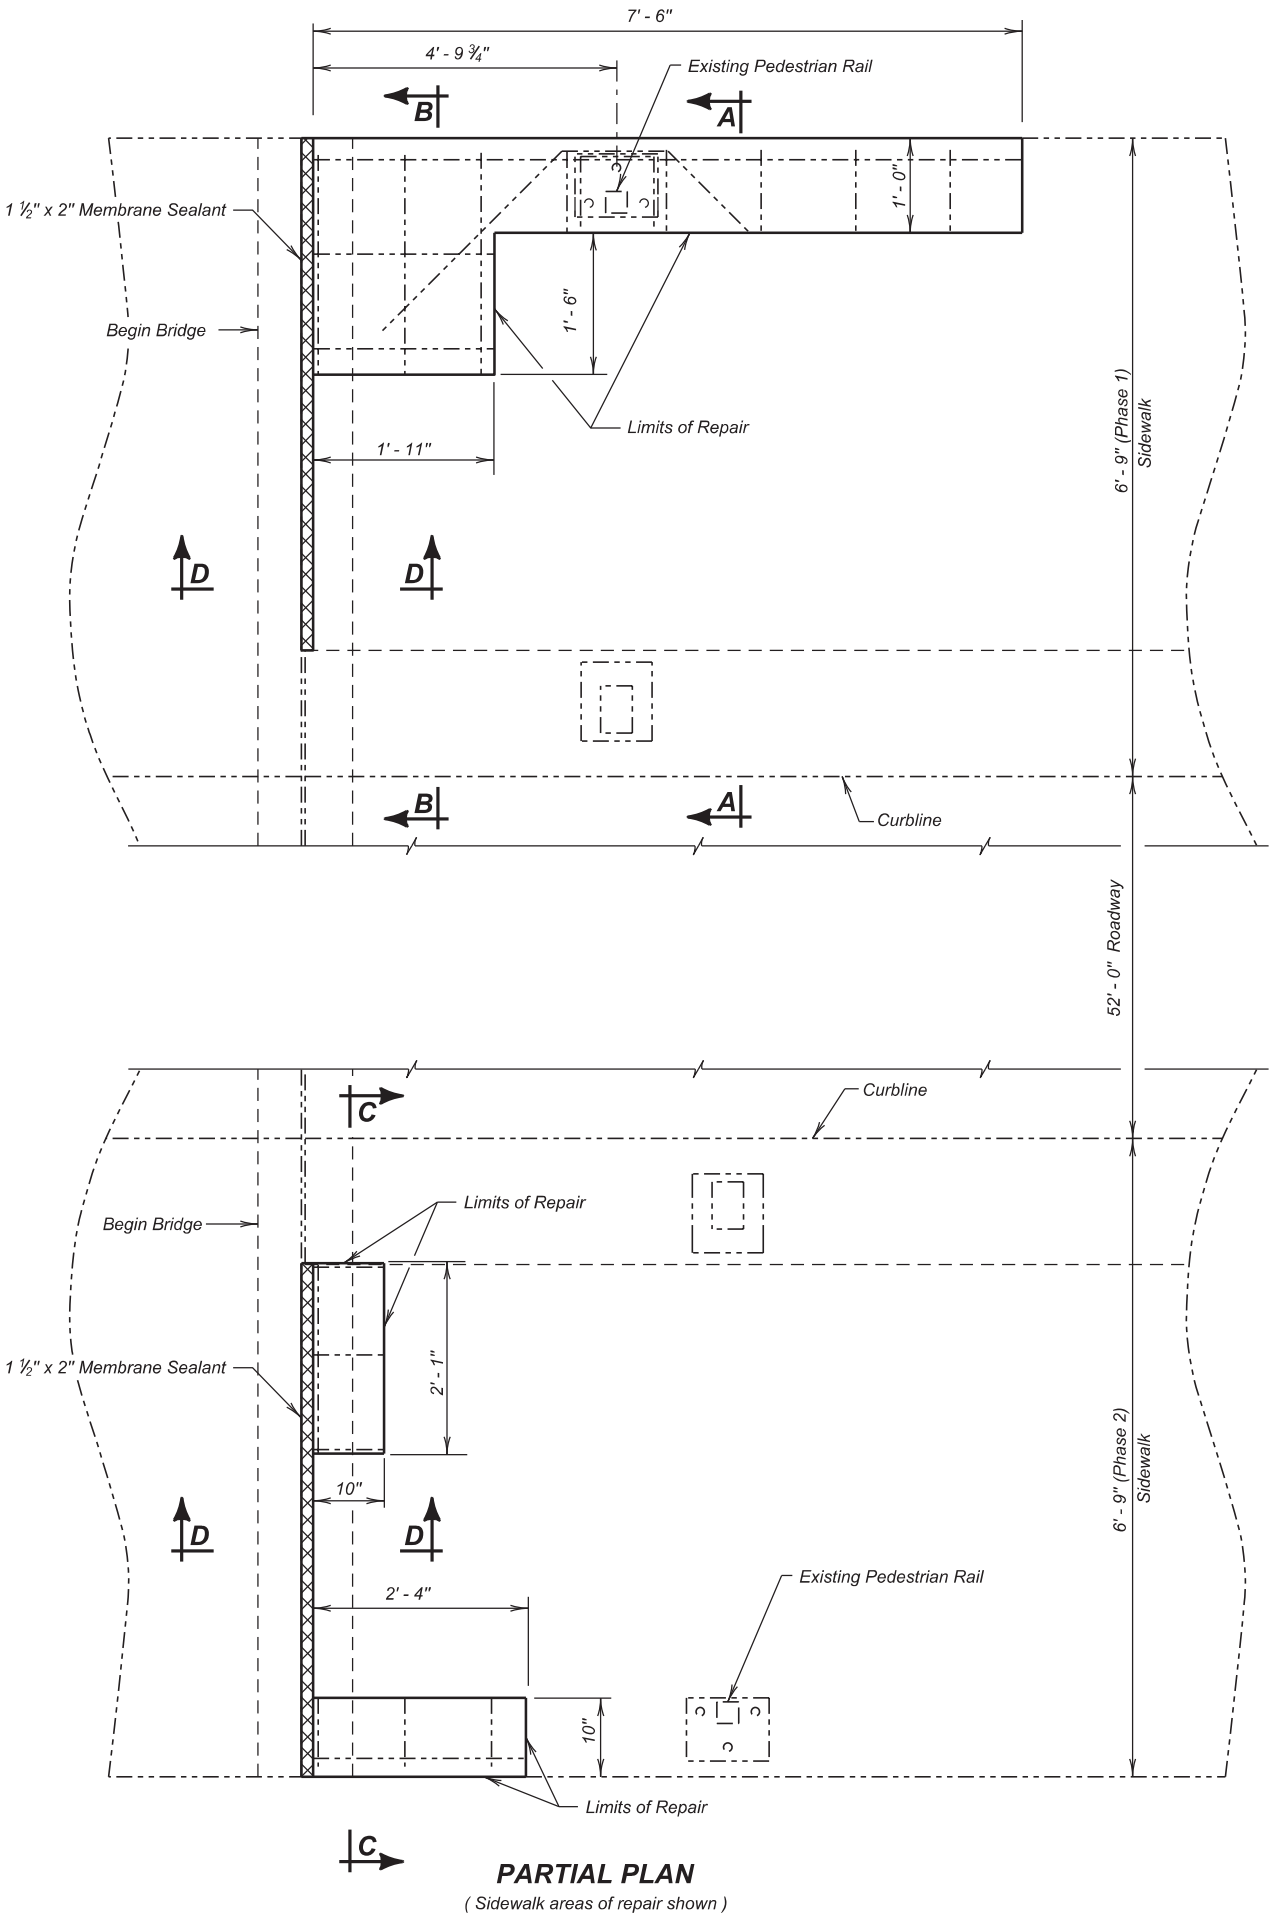 7' - 6"
4' - 9 3/4"
Existing Pedestrian Rail
B
A
1' - 0"
1 1/2" x 2" Membrane Sealant
1' - 6"
Begin Bridge
6' - 9" (Phase 1)
Sidewalk
Limits of Repair
1' - 11"
D
D
B
A
Curbline
52' - 0" Roadway
C
Curbline
Limits of Repair
Begin Bridge
2' - 1"
1 1/2" x 2" Membrane Sealant
6' - 9" (Phase 2)
Sidewalk
10"
D
D
Existing Pedestrian Rail
2' - 4"
10"
Limits of Repair
C
PARTIAL PLAN
( Sidewalk areas of repair shown )